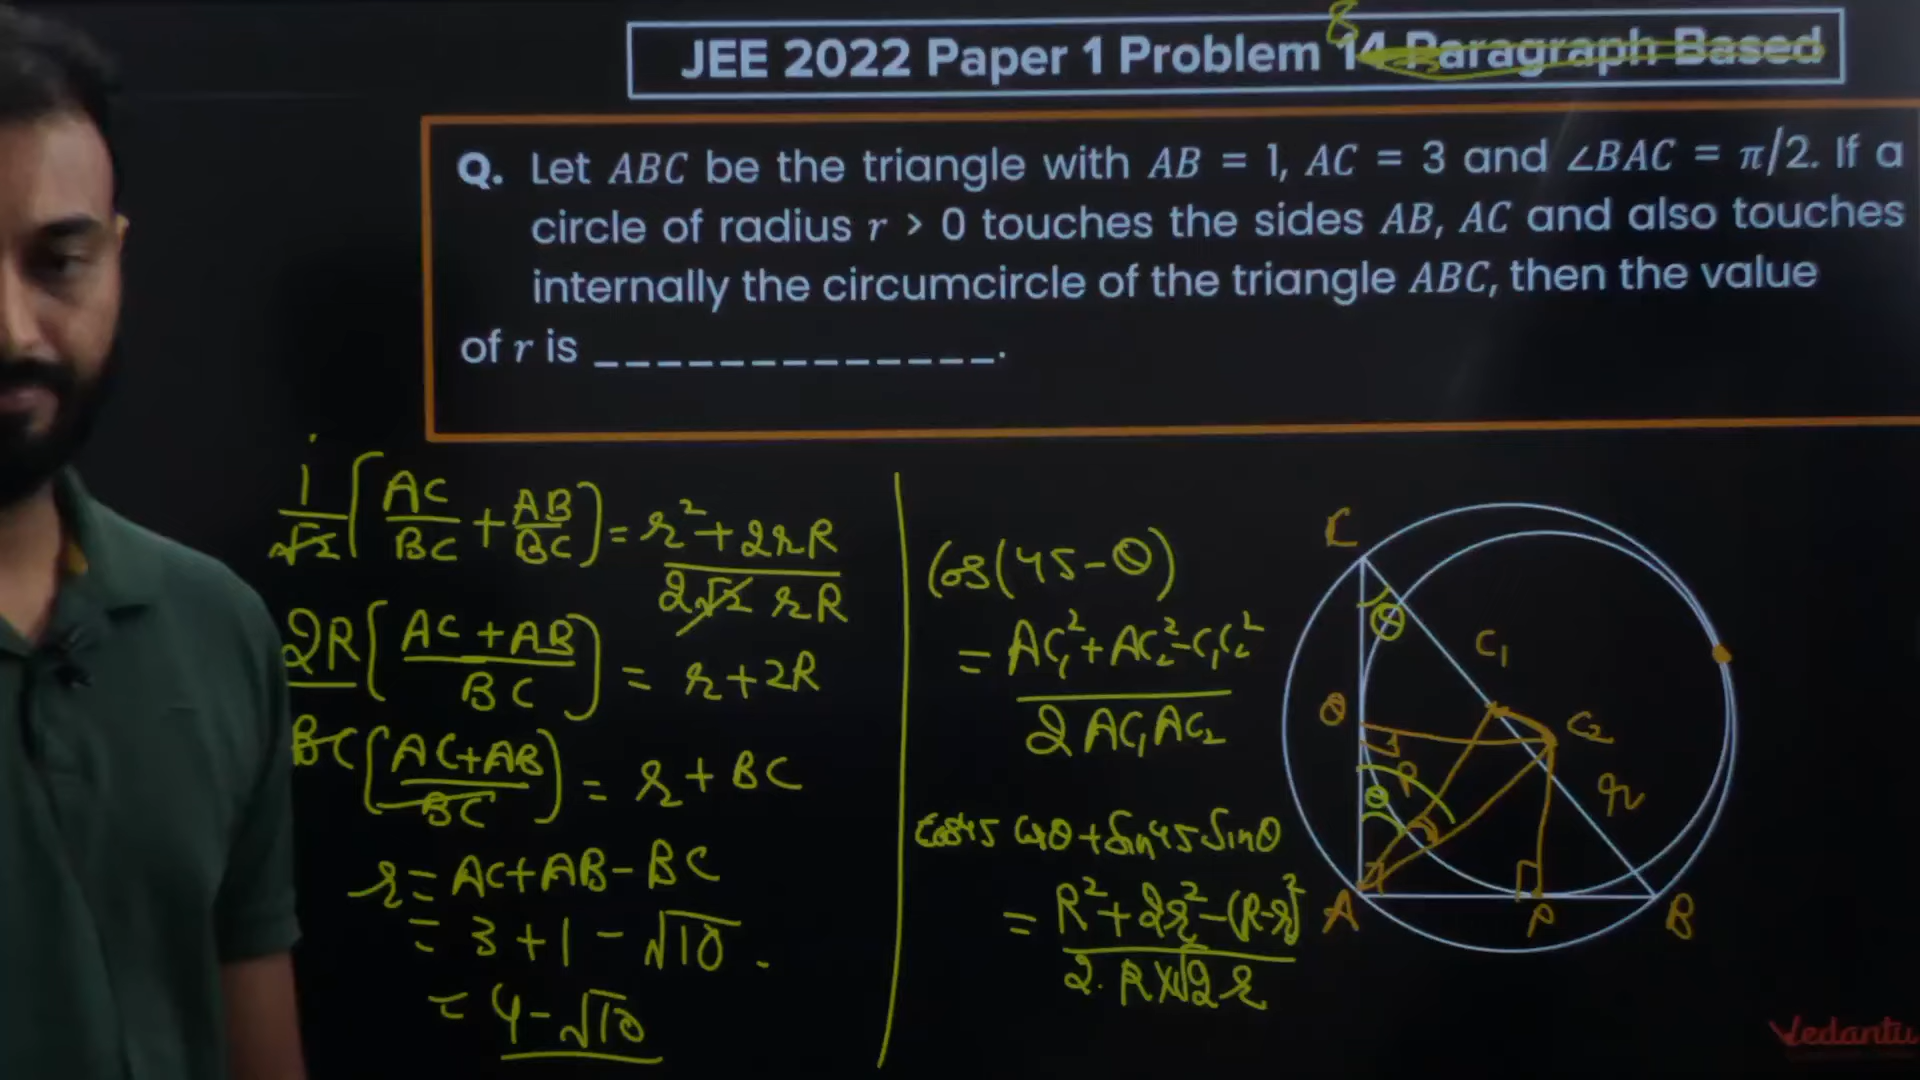 JEE 2022 Paper 1 Problem 14 Paragraph Based
8
Q. Let ABC be the triangle with AB = 1, AC = 3 and ∠BAC = π/2. If a
circle of radius r > 0 touches the sides AB, AC and also touches
internally the circumcircle of the triangle ABC, then the value
of r is _____________.
1/√2 [AC/BC + AB/BC] = r² + 2rR / 2√2 rR
2R [AC + AB / BC] = r + 2R
BC [AC + AB / BC] = r + BC
r = AC + AB - BC
= 3 + 1 - √10.
= 4 - √10
Cos(45 - θ)
= AC₁² + AC₂² - C₁C₂² / 2 AC₁ AC₂
Cos45 Cosθ + Sin45 Sinθ
= R² + 2r² - (R-r)² / 2. R × √2 r
C
θ
C₁
C₂
R
θ
r
A
P
B
Vedantu